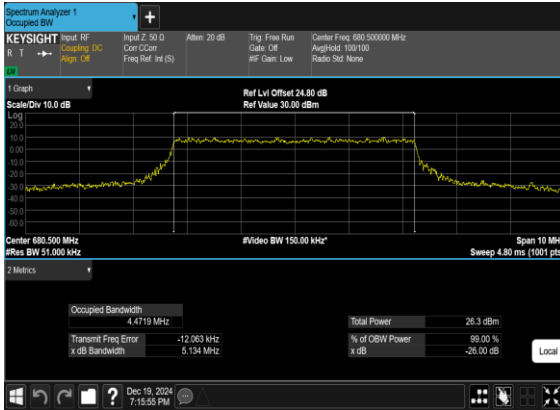 Spectrum Analyzer 1
Occupied BW
+
KEYSIGHT Input: RF Input Z: 50 Ω Atten: 20 dB Trig: Free Run Center Freq: 680.500000 MHz
R T Coupling: DC Corr CCorr Gate: Off Avg|Hold: 100/100
Align: Off Freq Ref: Int (S) #IF Gain: Low Radio Std: None
1 Graph
Ref Lvl Offset 24.80 dB
Scale/Div 10.0 dB Ref Value 30.00 dBm
Log
20.0
10.0
0.00
-10.0
-20.0
-30.0
-40.0
-50.0
-60.0
Center 680.500 MHz #Video BW 150.00 kHz* Span 10 MH
#Res BW 51.000 kHz Sweep 4.80 ms (1001 pts
2 Metrics
Occupied Bandwidth
4.4719 MHz Total Power 26.3 dBm
Transmit Freq Error -12.063 kHz % of OBW Power 99.00 %
x dB Bandwidth 5.134 MHz x dB -26.00 dB
Local
? Dec 19, 2024
7:15:55 PM